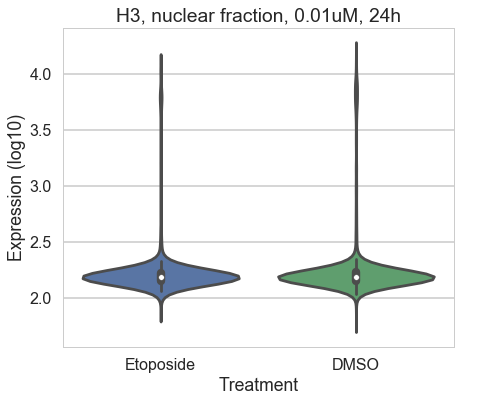 H3, nuclear fraction, 0.01uM, 24h
Expression (log10)
4.0
3.5
3.0
2.5
2.0
Etoposide
DMSO
Treatment